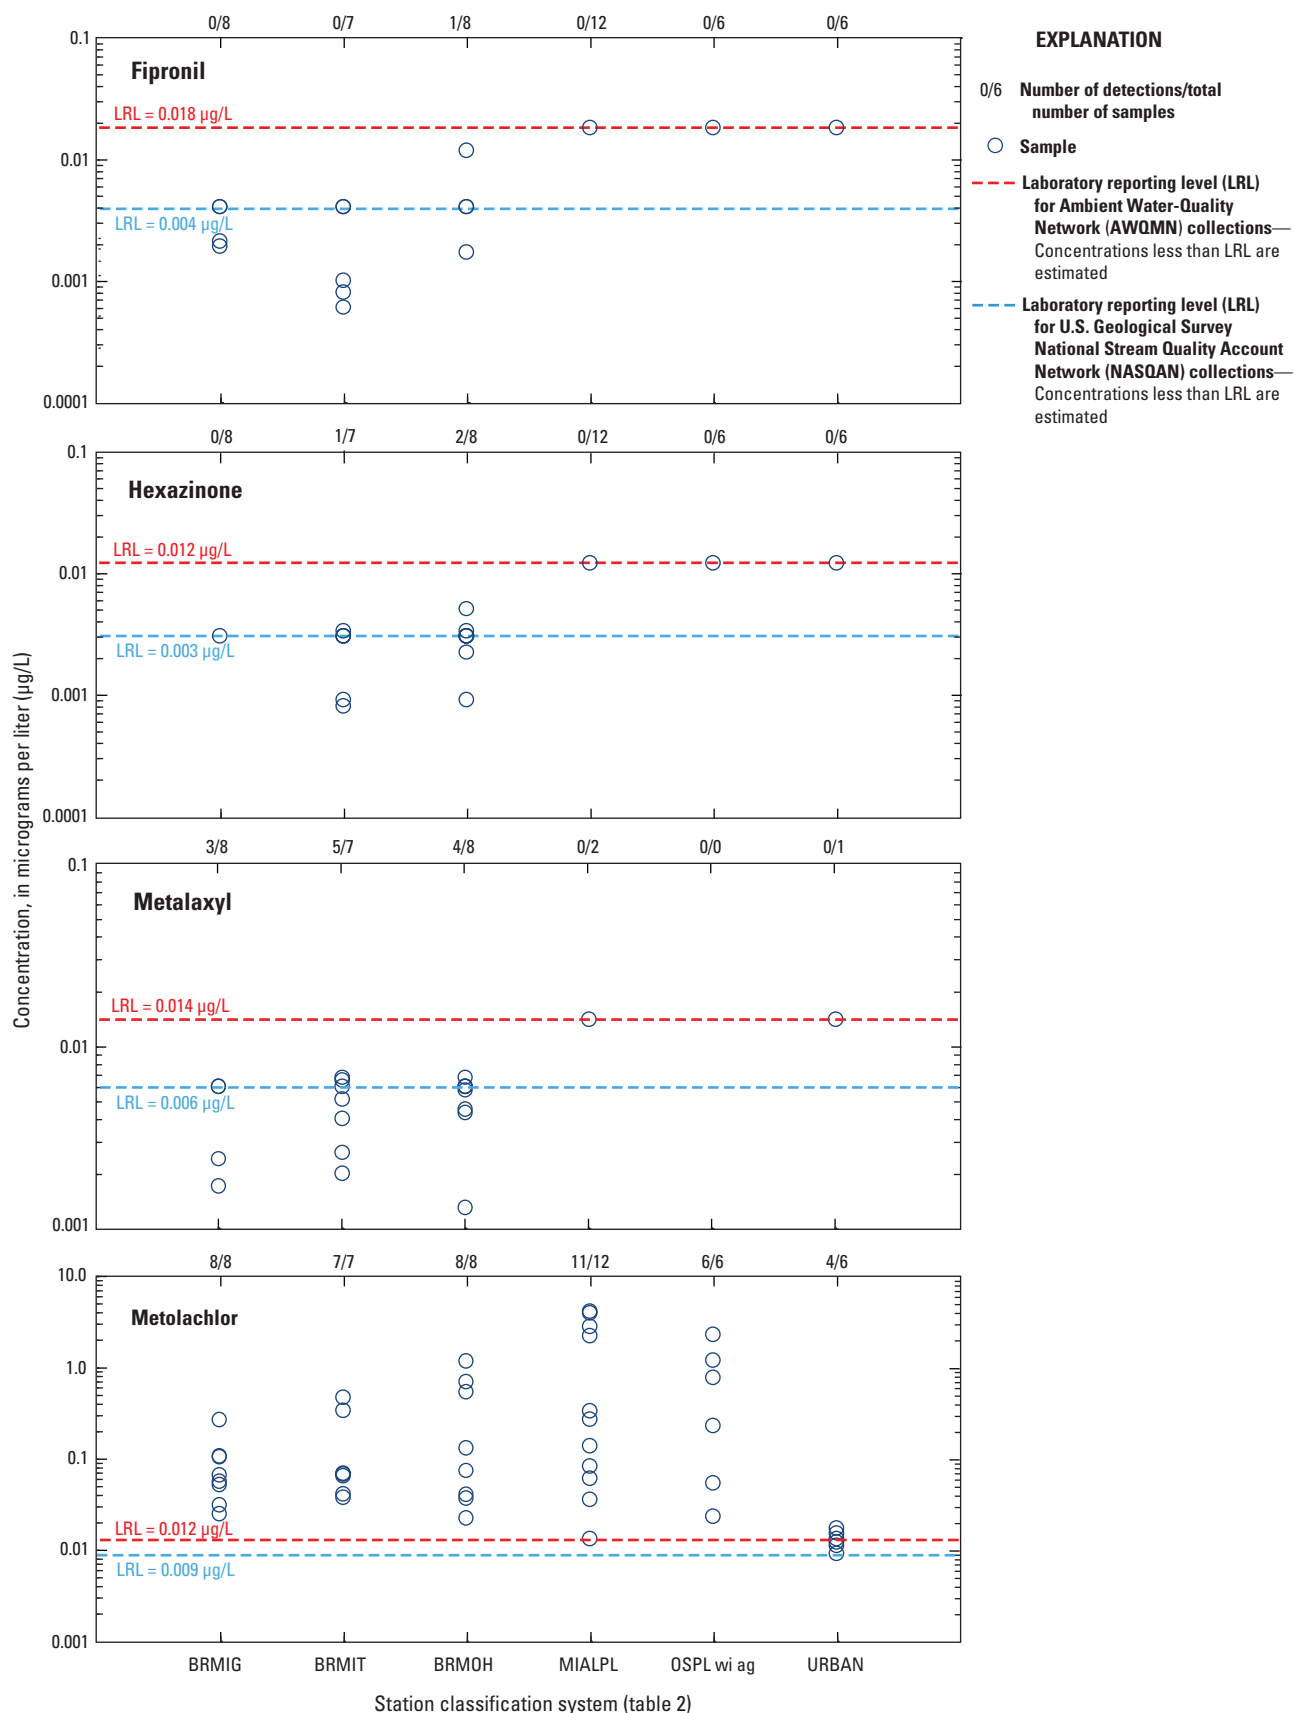 0/8 0/7 1/8 0/12 0/6 0/6
0.1
Fipronil
LRL = 0.018 µg/L
0.01
LRL = 0.004 µg/L
0.001
0.0001
0/8 1/7 2/8 0/12 0/6 0/6
0.1
Hexazinone
LRL = 0.012 µg/L
0.01
LRL = 0.003 µg/L
0.001
0.0001
3/8 5/7 4/8 0/2 0/0 0/1
0.1
Metalaxyl
LRL = 0.014 µg/L
0.01
LRL = 0.006 µg/L
0.001
8/8 7/7 8/8 11/12 6/6 4/6
10.0
Metolachlor
1.0
0.1
LRL = 0.012 µg/L
0.01
LRL = 0.009 µg/L
0.001
BRMIG BRMIT BRMOH MIALPL OSPL wi ag URBAN
Station classification system (table 2)
Concentration, in micrograms per liter (µg/L)
EXPLANATION
0/6 Number of detections/total
number of samples
Sample
Laboratory reporting level (LRL)
for Ambient Water-Quality
Network (AWQMN) collections—
Concentrations less than LRL are
estimated
Laboratory reporting level (LRL)
for U.S. Geological Survey
National Stream Quality Account
Network (NASQAN) collections—
Concentrations less than LRL are
estimated